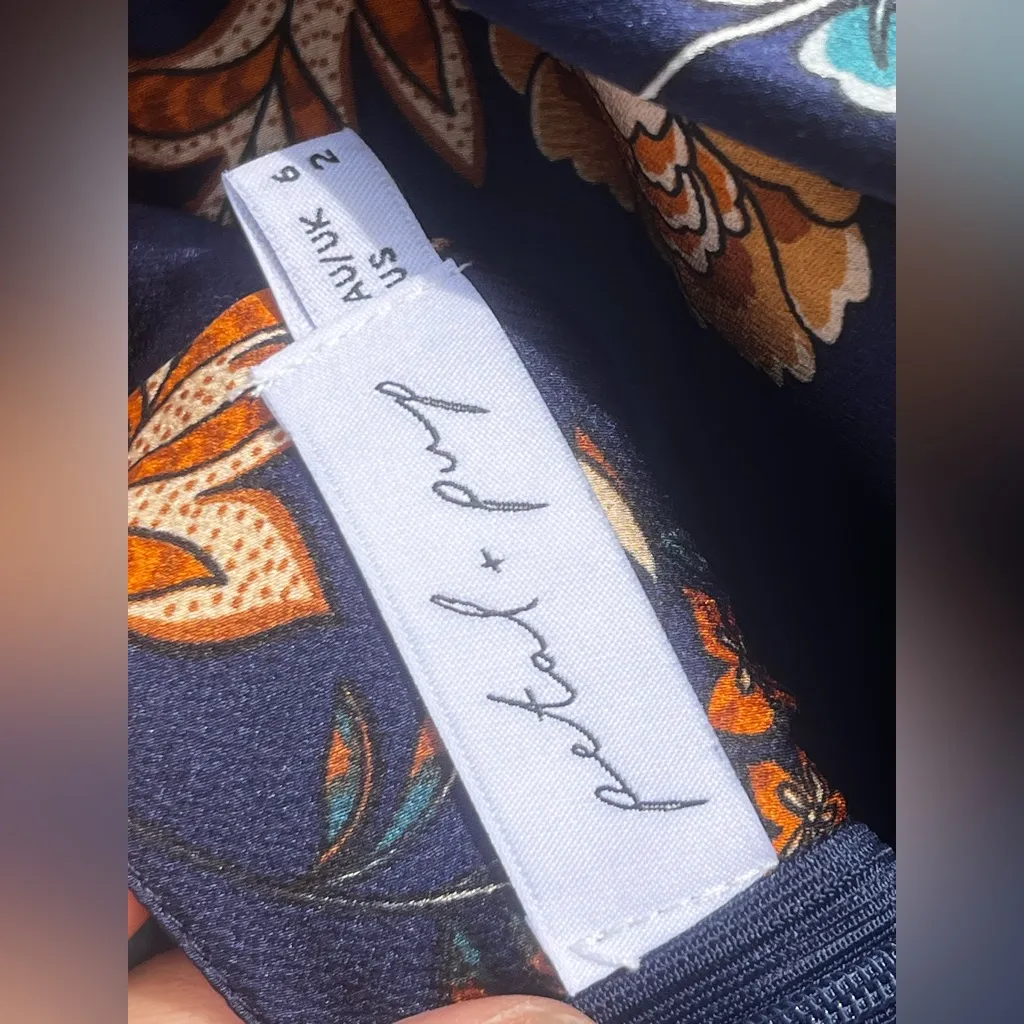 AU/UK 6
US 2
petal + pup